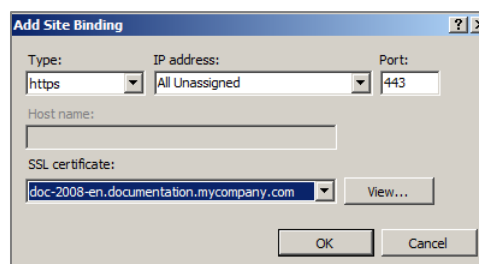 Add Site Binding
Type: IP address: Port:
https All Unassigned 443
Host name:
SSL certificate:
doc-2008-en.documentation.mycompany.com View...
OK Cancel